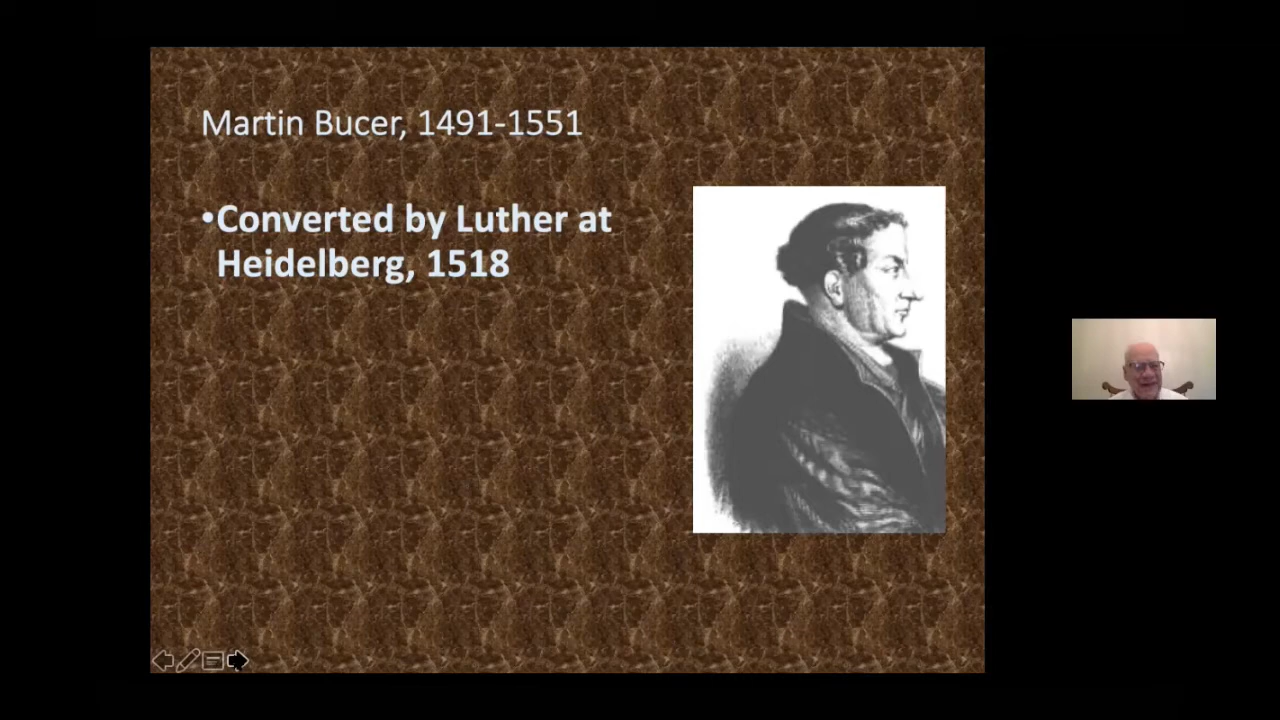 Martin Bucer, 1491-1551
•Converted by Luther at
Heidelberg, 1518